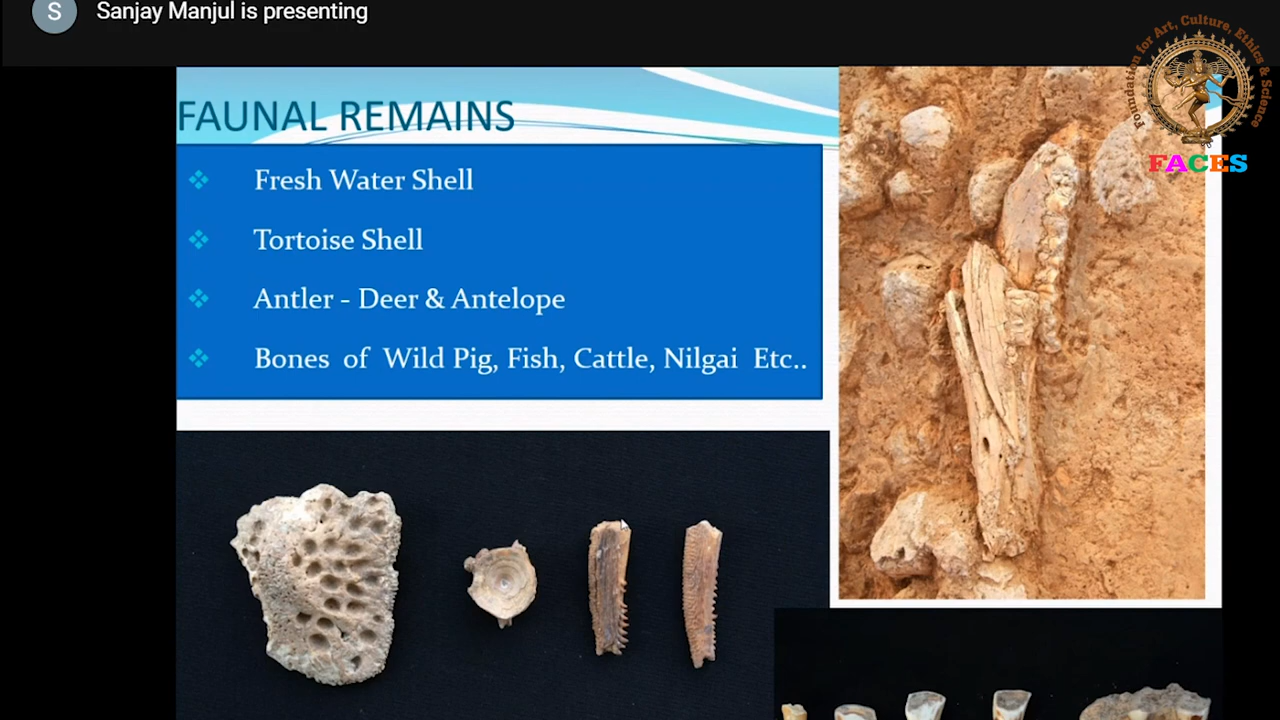 S
Sanjay Manjul is presenting
Foundation for Art, Culture, Ethics & Science
FACES
FAUNAL REMAINS
Fresh Water Shell
Tortoise Shell
Antler - Deer & Antelope
Bones of Wild Pig, Fish, Cattle, Nilgai Etc..